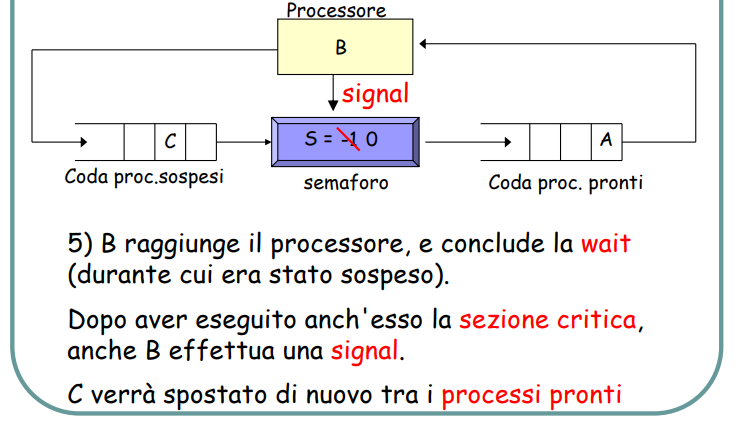 Processore
B
signal
C
S = -1 0
A
Coda proc.sospesi
semaforo
Coda proc. pronti
5) B raggiunge il processore, e conclude la wait
(durante cui era stato sospeso).
Dopo aver eseguito anch'esso la sezione critica,
anche B effettua una signal.
C verrà spostato di nuovo tra i processi pronti